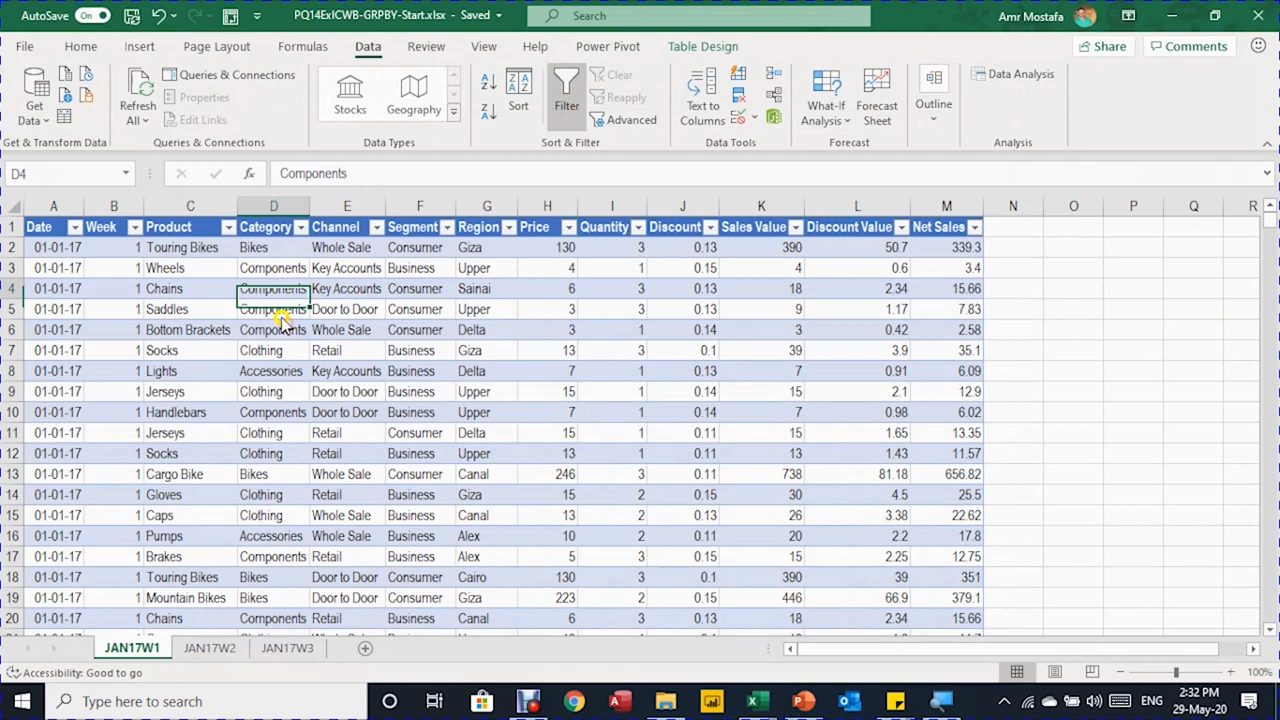 AutoSave On PQ14ExICWB-GRPBY-Start.xlsx - Saved Search Amr Mostafa
File Home Insert Page Layout Formulas Data Review View Help Power Pivot Table Design Share Comments
Get Data Refresh All Queries & Connections Properties Edit Links Stocks Geography Sort Filter Clear Reapply Advanced Text to Columns What-If Analysis Forecast Sheet Outline Data Analysis
Get & Transform Data Queries & Connections Data Types Sort & Filter Data Tools Forecast Analysis
D4 fx Components
A B C D E F G H I J K L M N O P Q R
1 Date Week Product Category Channel Segment Region Price Quantity Discount Sales Value Discount Value Net Sales
2 01-01-17 1 Touring Bikes Bikes Whole Sale Consumer Giza 130 3 0.13 390 50.7 339.3
3 01-01-17 1 Wheels Components Key Accounts Business Upper 4 1 0.15 4 0.6 3.4
4 01-01-17 1 Chains Components Key Accounts Consumer Sainai 6 3 0.13 18 2.34 15.66
5 01-01-17 1 Saddles Components Door to Door Consumer Upper 3 3 0.13 9 1.17 7.83
6 01-01-17 1 Bottom Brackets Components Whole Sale Consumer Delta 3 1 0.14 3 0.42 2.58
7 01-01-17 1 Socks Clothing Retail Business Giza 13 3 0.1 39 3.9 35.1
8 01-01-17 1 Lights Accessories Key Accounts Business Delta 7 1 0.13 7 0.91 6.09
9 01-01-17 1 Jerseys Clothing Door to Door Business Upper 15 1 0.14 15 2.1 12.9
10 01-01-17 1 Handlebars Components Door to Door Business Upper 7 1 0.14 7 0.98 6.02
11 01-01-17 1 Jerseys Clothing Retail Consumer Delta 15 1 0.11 15 1.65 13.35
12 01-01-17 1 Socks Clothing Retail Business Upper 13 1 0.11 13 1.43 11.57
13 01-01-17 1 Cargo Bike Bikes Whole Sale Consumer Canal 246 3 0.11 738 81.18 656.82
14 01-01-17 1 Gloves Clothing Retail Business Giza 15 2 0.15 30 4.5 25.5
15 01-01-17 1 Caps Clothing Whole Sale Business Canal 13 2 0.13 26 3.38 22.62
16 01-01-17 1 Pumps Accessories Whole Sale Business Alex 10 2 0.11 20 2.2 17.8
17 01-01-17 1 Brakes Components Retail Business Alex 5 3 0.15 15 2.25 12.75
18 01-01-17 1 Touring Bikes Bikes Door to Door Consumer Cairo 130 3 0.1 390 39 351
19 01-01-17 1 Mountain Bikes Bikes Door to Door Consumer Giza 223 2 0.15 446 66.9 379.1
20 01-01-17 1 Chains Components Retail Business Canal 6 3 0.13 18 2.34 15.66
JAN17W1 JAN17W2 JAN17W3
Accessibility: Good to go 100%
Type here to search ENG 2:32 PM
29-May-20